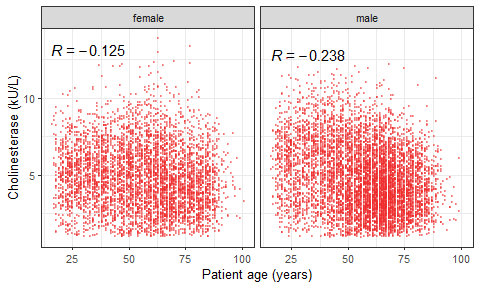 female
male
R = −0.125
R = −0.238
Cholinesterase (kU/L)
10
5
25
50
75
100
25
50
75
100
Patient age (years)